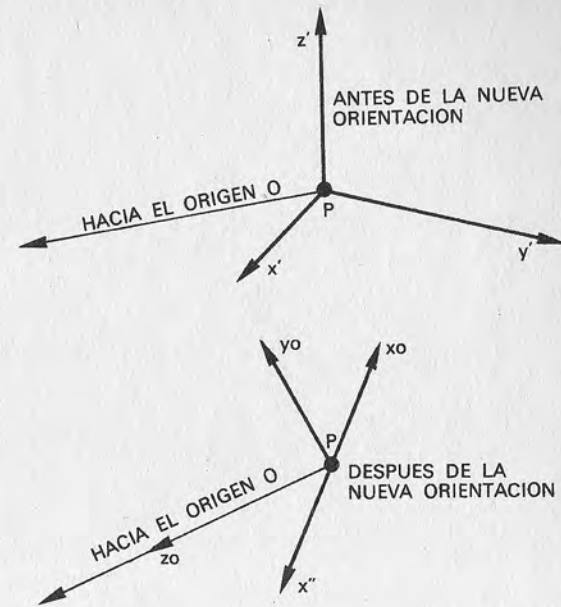 z'
ANTES DE LA NUEVA
ORIENTACION
HACIA EL ORIGEN O
P
x'
y'
yo
xo
P
HACIA EL ORIGEN O
DESPUES DE LA
NUEVA ORIENTACION
zo
x"